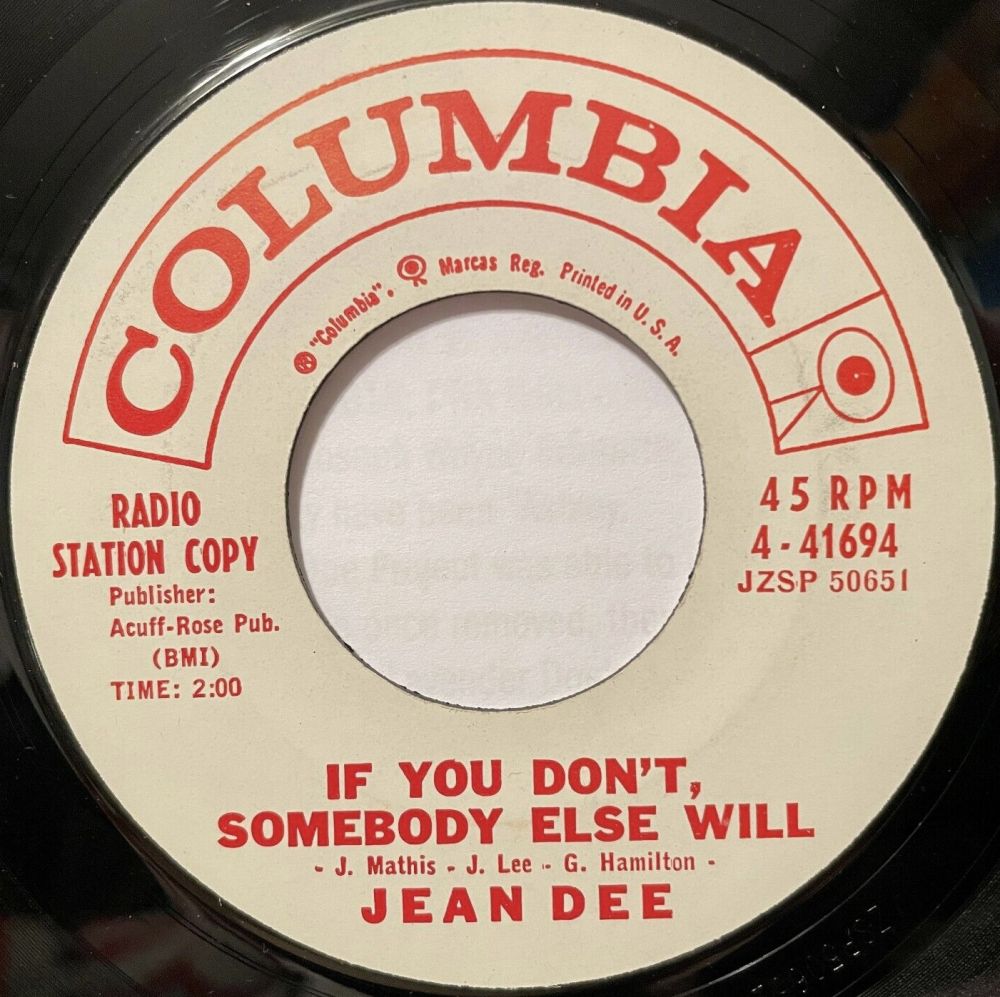 COLUMBIA
® "Columbia", Marcas Reg. Printed in U. S. A.
RADIO
STATION COPY
Publisher:
Acuff-Rose Pub.
(BMI)
TIME: 2:00
45 RPM
4-41694
JZSP 50651
IF YOU DON'T,
SOMEBODY ELSE WILL
- J. Mathis - J. Lee - G. Hamilton -
JEAN DEE